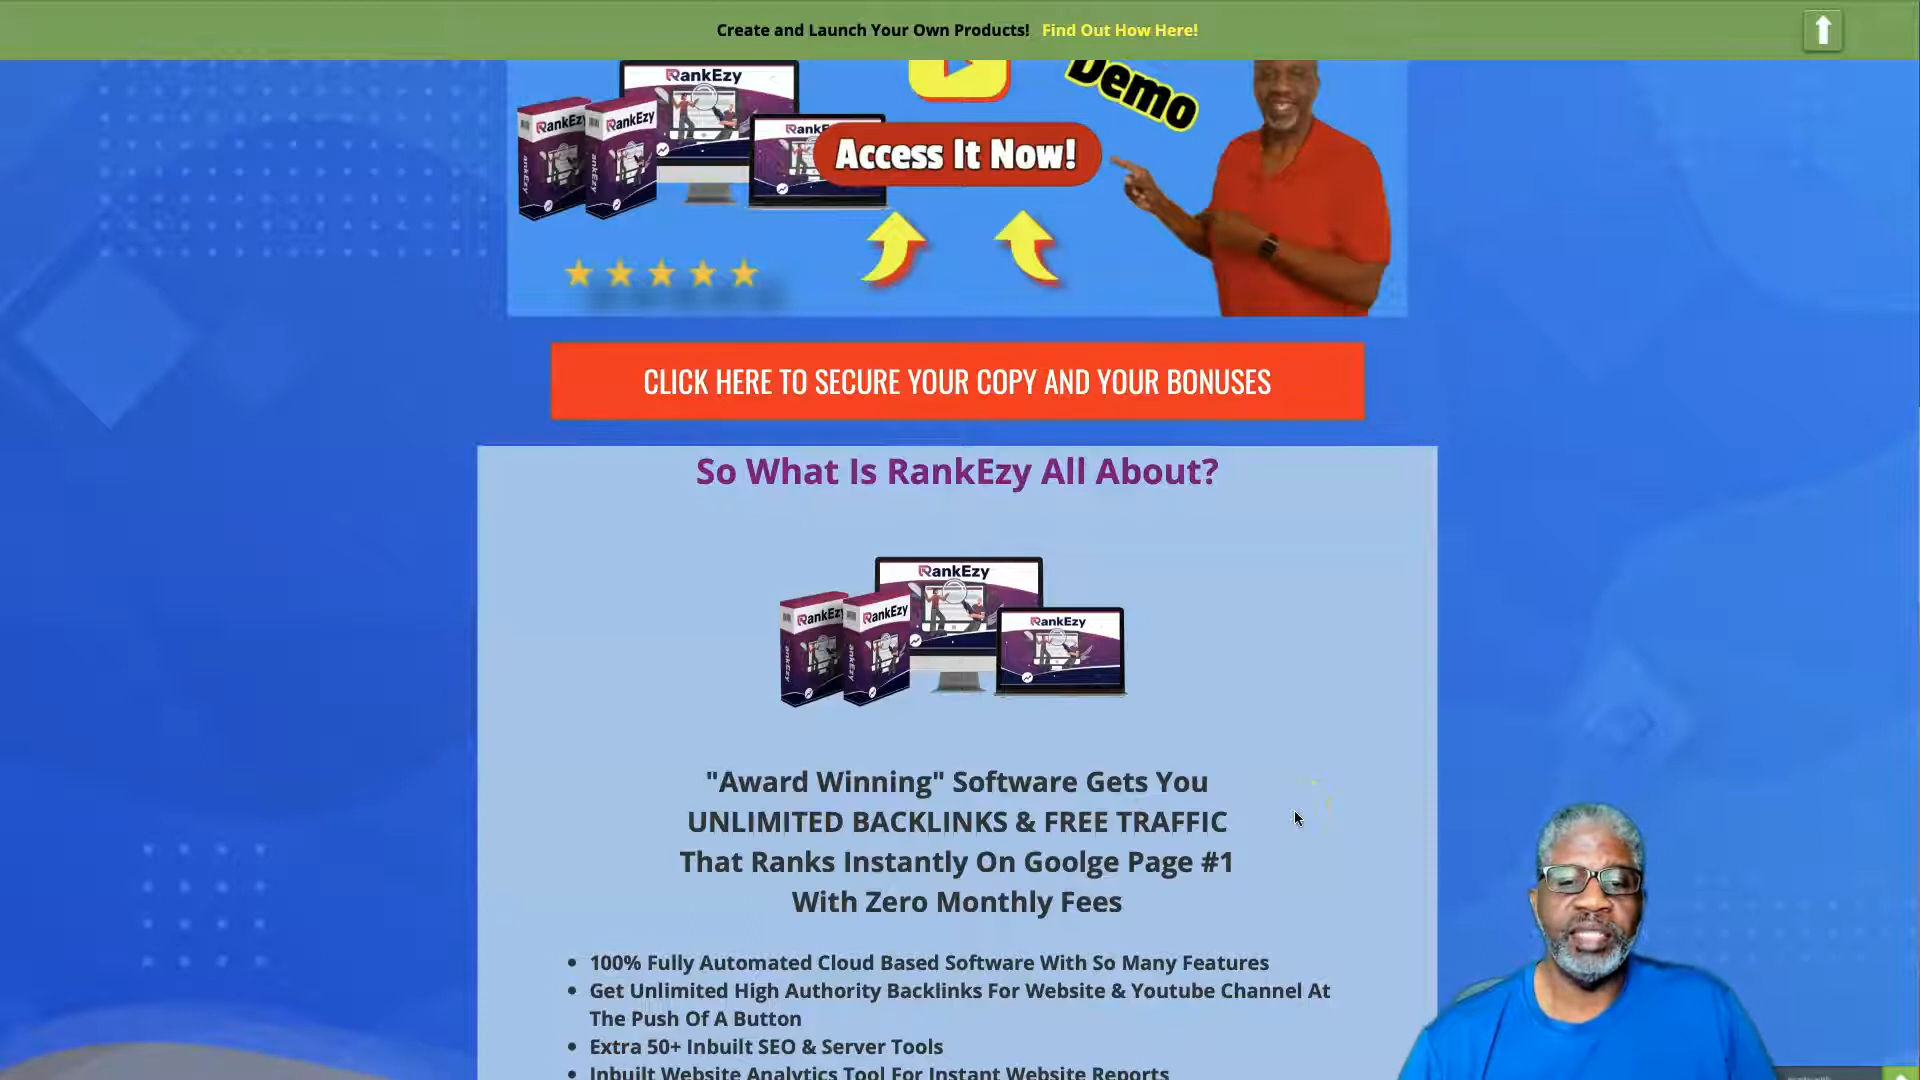 Create and Launch Your Own Products! Find Out How Here!
RankEzy
Demo
RankEzy
RankEzy
Access It Now!
CLICK HERE TO SECURE YOUR COPY AND YOUR BONUSES
So What Is RankEzy All About?
RankEzy
RankEzy
RankEzy
RankEzy
"Award Winning" Software Gets You
UNLIMITED BACKLINKS & FREE TRAFFIC
That Ranks Instantly On Goolge Page #1
With Zero Monthly Fees
• 100% Fully Automated Cloud Based Software With So Many Features
• Get Unlimited High Authority Backlinks For Website & Youtube Channel At
The Push Of A Button
• Extra 50+ Inbuilt SEO & Server Tools
• Inbuilt Website Analytics Tool For Instant Website Reports